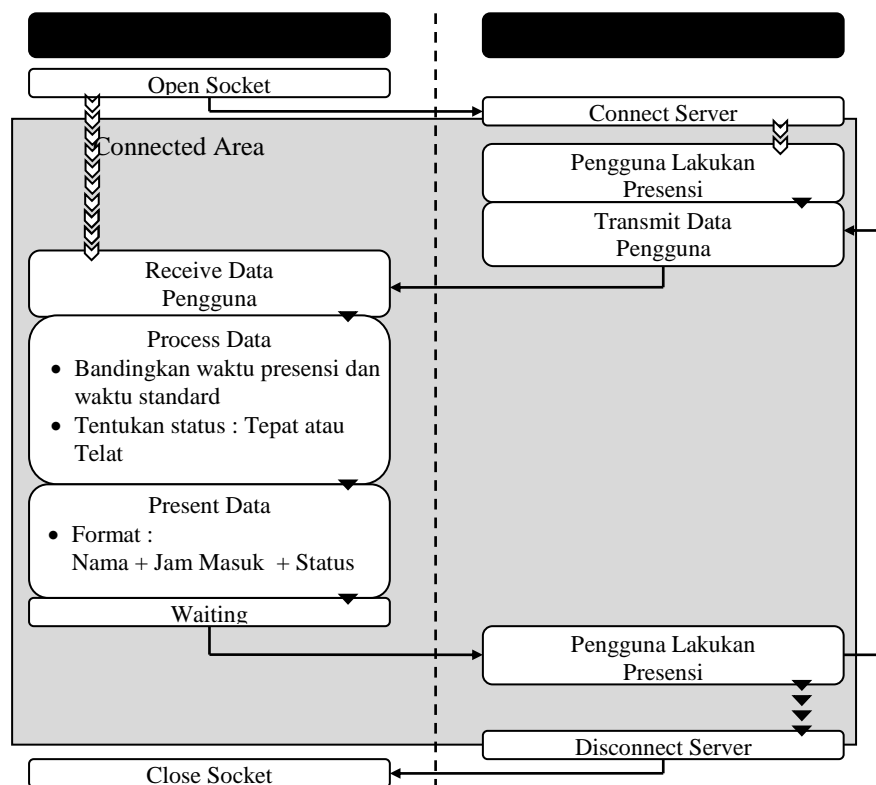 Open Socket
Connect Server
Connected Area
Pengguna Lakukan
Presensi
Transmit Data
Pengguna
Receive Data
Pengguna
Process Data
• Bandingkan waktu presensi dan
waktu standard
• Tentukan status : Tepat atau
Telat
Present Data
• Format :
Nama + Jam Masuk + Status
Waiting
Pengguna Lakukan
Presensi
Disconnect Server
Close Socket